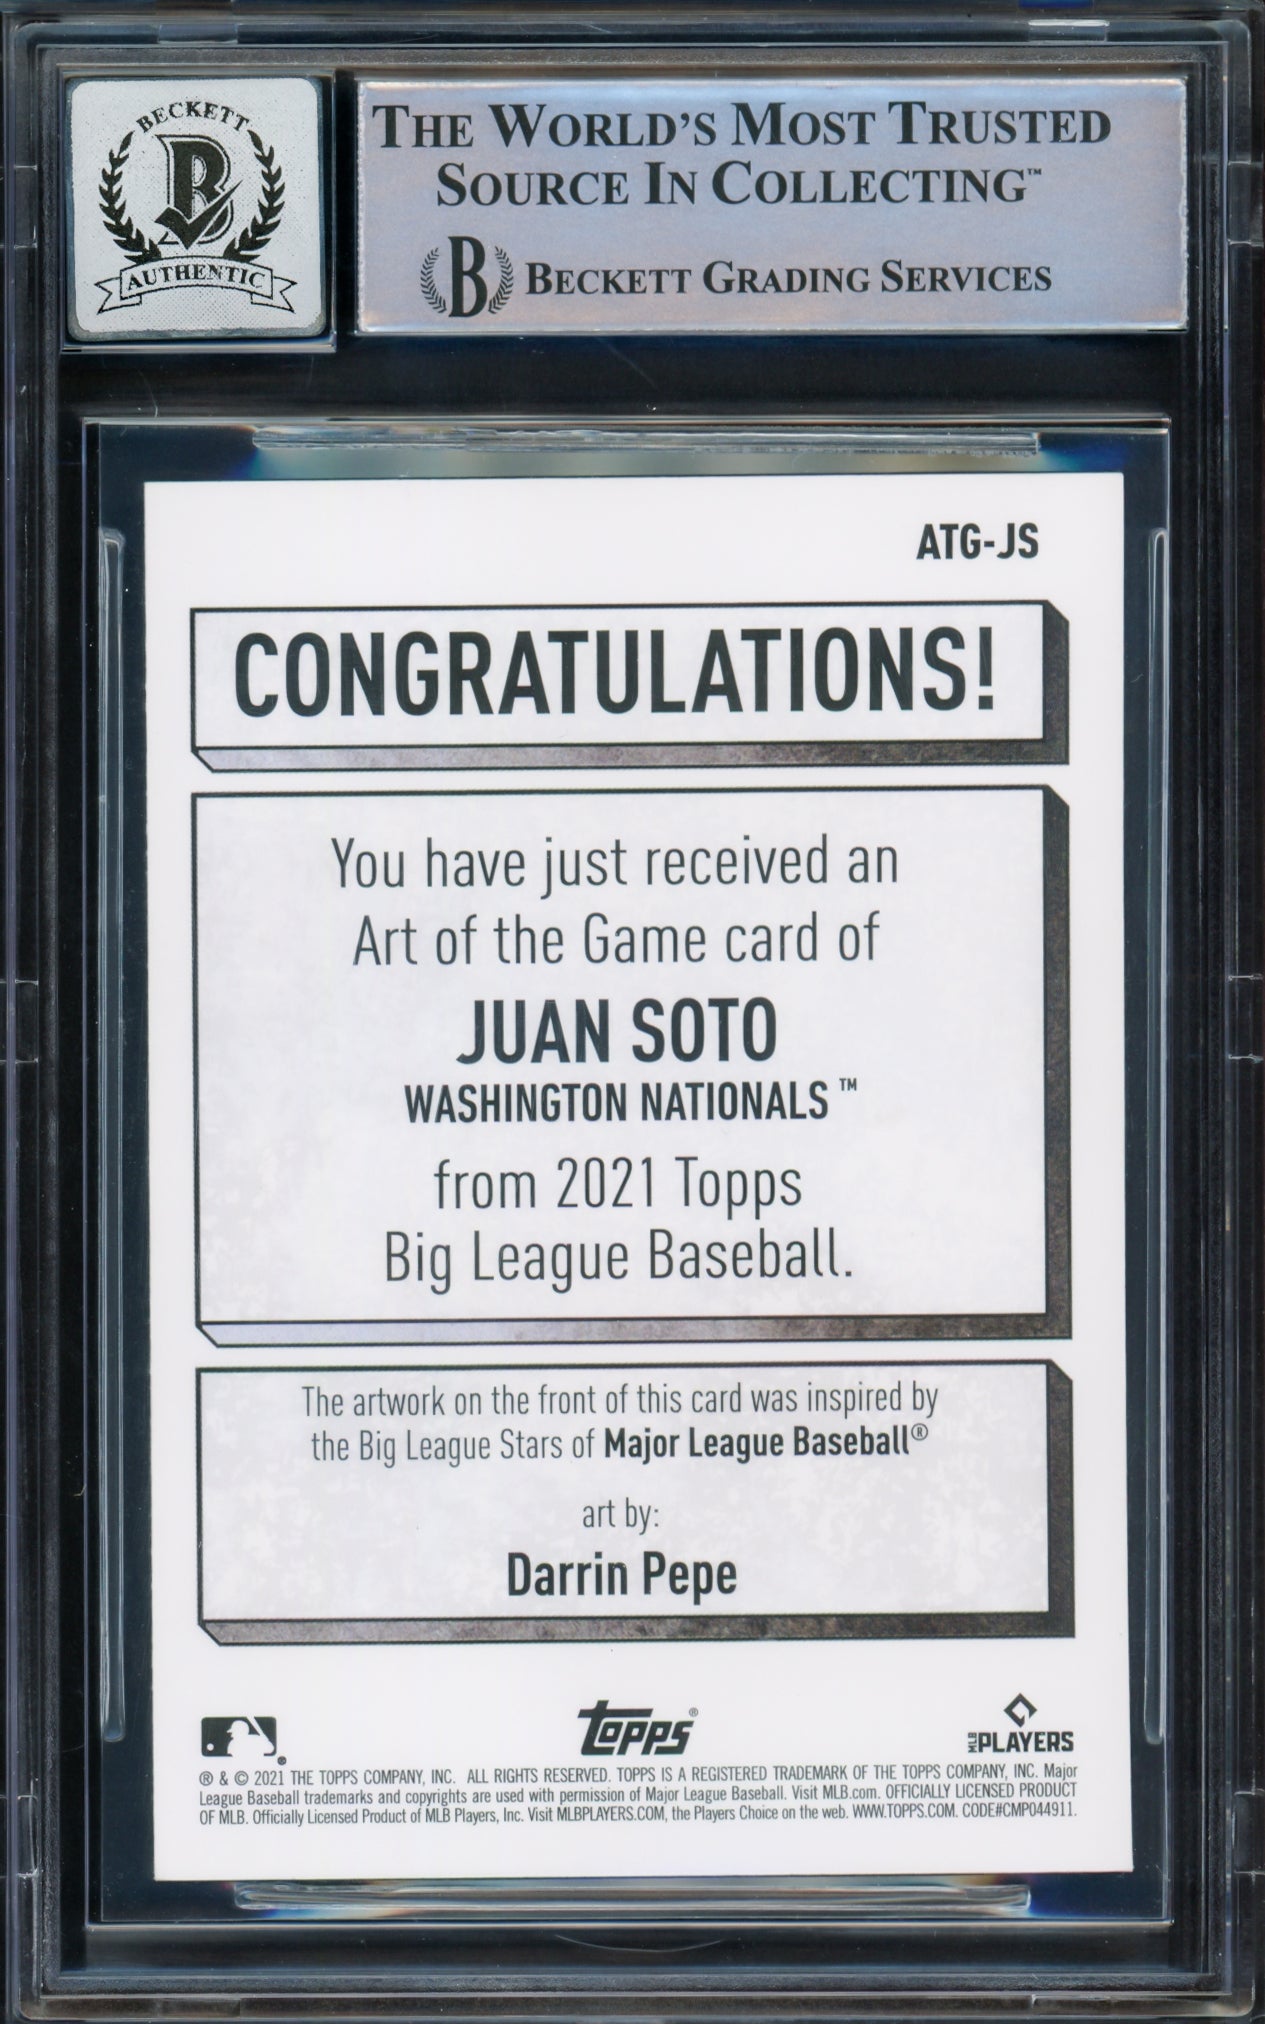 BECKETT
B
AUTHENTIC
THE WORLD'S MOST TRUSTED
SOURCE IN COLLECTING™
B BECKETT GRADING SERVICES
ATG-JS
CONGRATULATIONS!
You have just received an
Art of the Game card of
JUAN SOTO
WASHINGTON NATIONALS™
from 2021 Topps
Big League Baseball.
The artwork on the front of this card was inspired by
the Big League Stars of Major League Baseball®
art by:
Darrin Pepe
®
topps®
MLB PLAYERS
® & © 2021 THE TOPPS COMPANY, INC. ALL RIGHTS RESERVED. TOPPS IS A REGISTERED TRADEMARK OF THE TOPPS COMPANY, INC. Major
League Baseball trademarks and copyrights are used with permission of Major League Baseball. Visit MLB.com. OFFICIALLY LICENSED PRODUCT
OF MLB. Officially Licensed Product of MLB Players, Inc. Visit MLBPLAYERS.COM, the Players Choice on the web. WWW.TOPPS.COM. CODE#CMP044911.